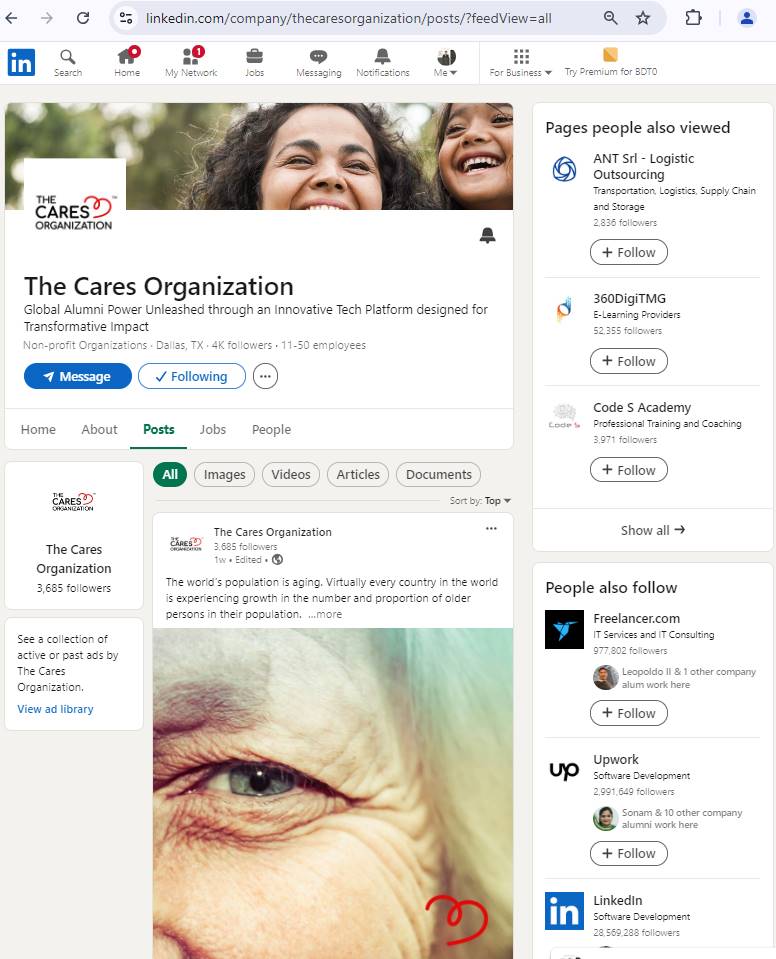 linkedin.com/company/thecaresorganization/posts/?feedView=all
in
Search
Home
1
My Network
Jobs
Messaging
Notifications
Me
For Business
Try Premium for BDT0
THE
CARES
ORGANIZATION
™
The Cares Organization
Global Alumni Power Unleashed through an Innovative Tech Platform designed for
Transformative Impact
Non-profit Organizations · Dallas, TX · 4K followers · 11-50 employees
Message
Following
Home
About
Posts
Jobs
People
THE
CARES
ORGANIZATION
The Cares
Organization
3,685 followers
See a collection of
active or past ads by
The Cares
Organization.
View ad library
All
Images
Videos
Articles
Documents
Sort by: Top
THE
CARES
ORGANIZATION
The Cares Organization
3,685 followers
1w • Edited •
The world's population is aging. Virtually every country in the world
is experiencing growth in the number and proportion of older
persons in their population. ...more
Pages people also viewed
ANT Srl - Logistic
Outsourcing
Transportation, Logistics, Supply Chain
and Storage
2,836 followers
+ Follow
360DigiTMG
E-Learning Providers
52,355 followers
+ Follow
Code S
Code S Academy
Professional Training and Coaching
3,971 followers
+ Follow
Show all →
People also follow
Freelancer.com
IT Services and IT Consulting
977,802 followers
Leopoldo II & 1 other company
alum work here
+ Follow
up
Upwork
Software Development
2,991,649 followers
Sonam & 10 other company
alumni work here
+ Follow
in
LinkedIn
Software Development
28,569,288 followers